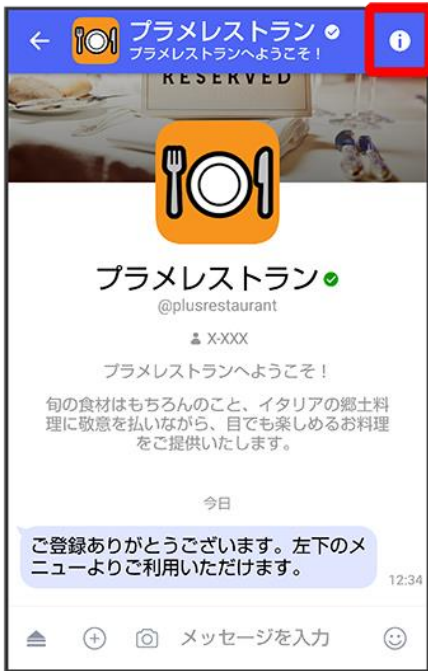 プラメレストラン
プラメレストランへようこそ！
RESERVED
プラメレストラン
@plusrestaurant
X-XXX
プラメレストランへようこそ！
旬の食材はもちろんのこと、イタリアの郷土料
理に敬意を払いながら、目でも楽しめるお料理
をご提供いたします。
今日
ご登録ありがとうございます。左下のメ
ニューよりご利用いただけます。
12:34
メッセージを入力